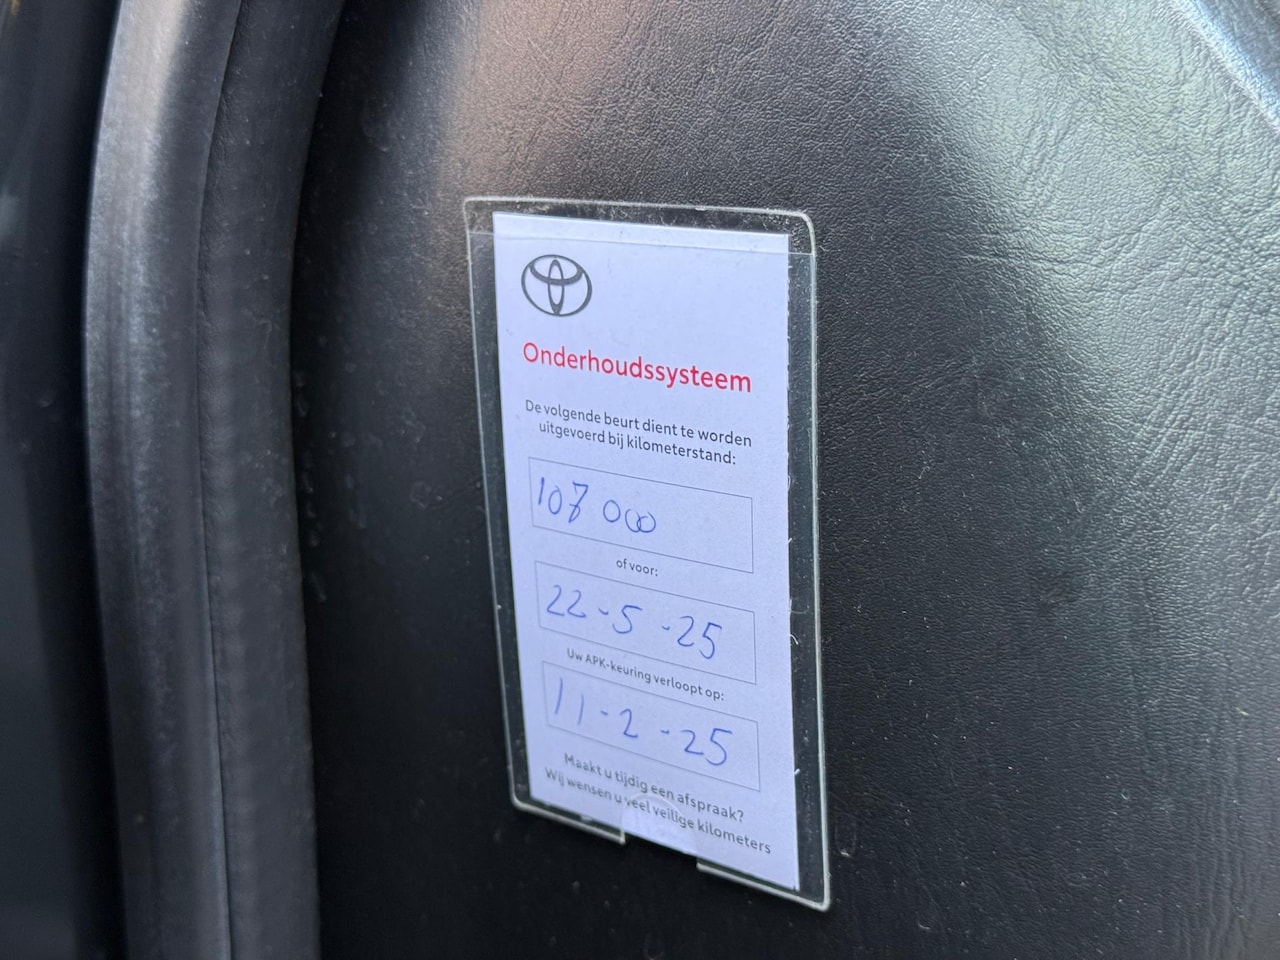 Onderhoudssysteem
De volgende beurt dient te worden
uitgevoerd bij kilometerstand:
107 000
of voor:
22-5-25
Uw APK-keuring verloopt op:
11-2-25
Maakt u tijdig een afspraak?
Wij wensen u veel veilige kilometers